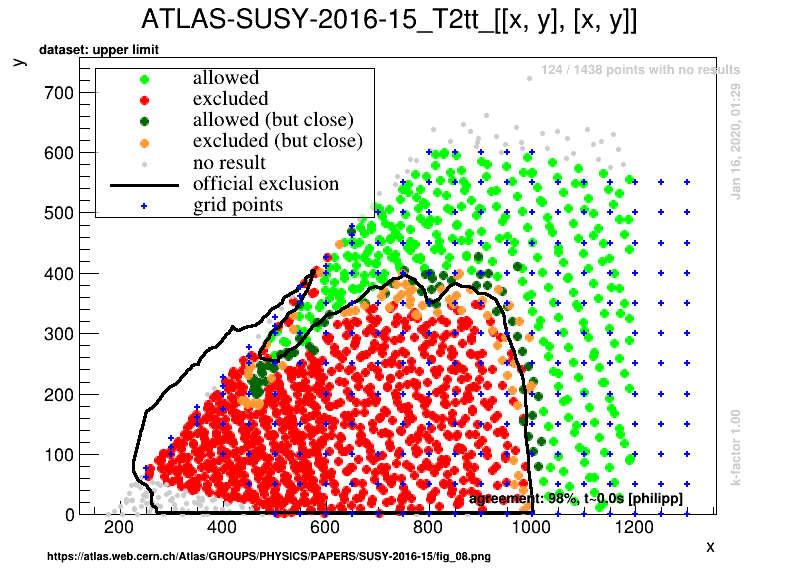 ATLAS-SUSY-2016-15_T2tt_[[x, y], [x, y]]
dataset: upper limit
y
124 / 1438 points with no results
allowed
excluded
allowed (but close)
excluded (but close)
no result
official exclusion
grid points
Jan 16, 2020, 01:29
k-factor 1.00
700
600
500
400
300
200
100
0
agreement: 98%, t~0.0s [philipp]
200 400 600 800 1000 1200
x
https://atlas.web.cern.ch/Atlas/GROUPS/PHYSICS/PAPERS/SUSY-2016-15/fig_08.png